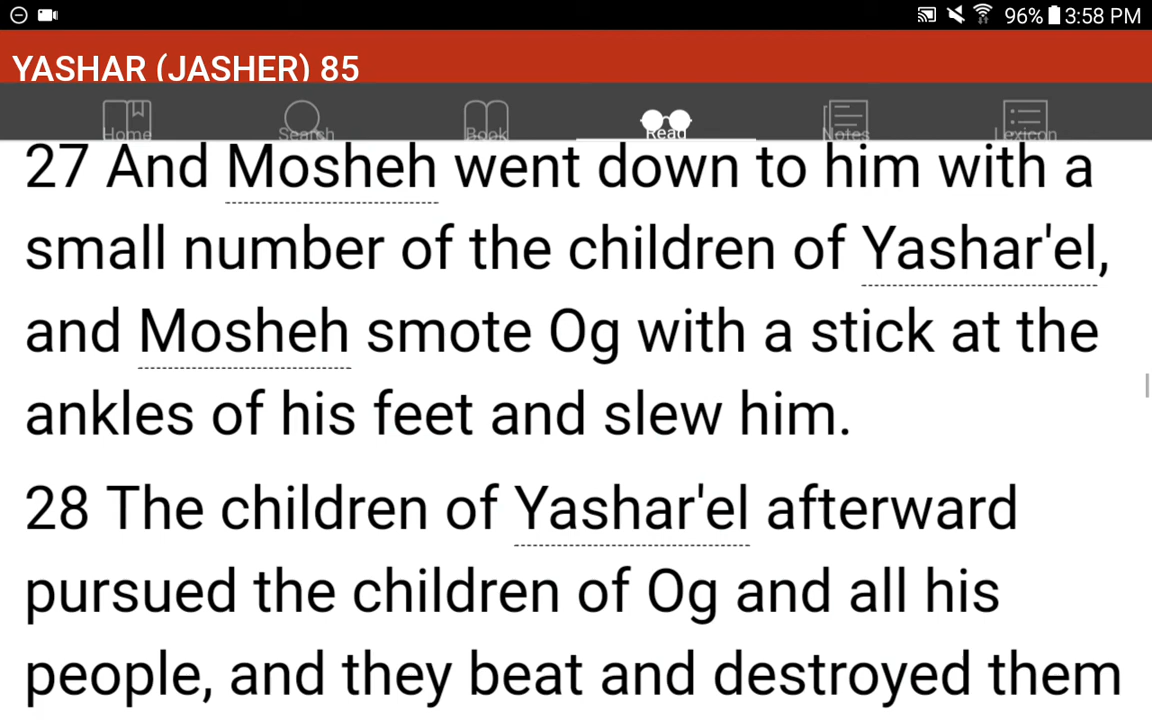 96% 3:58 PM
YASHAR (JASHER) 85
Home Search Book Read Notes Lexicon
27 And Mosheh went down to him with a
small number of the children of Yashar'el,
and Mosheh smote Og with a stick at the
ankles of his feet and slew him.
28 The children of Yashar'el afterward
pursued the children of Og and all his
people, and they beat and destroyed them